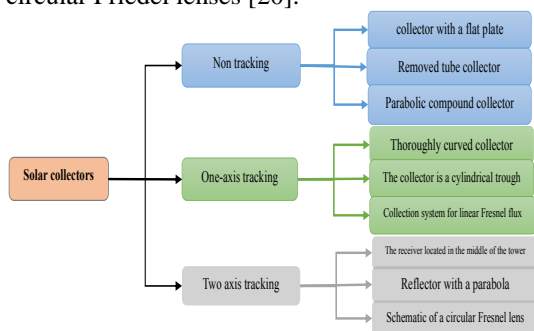 circular Friedel lenses [20].
collector with a flat plate
Non tracking
Removed tube collector
Parabolic compound collector
Thoroughly curved collector
Solar collectors
One-axis tracking
The collector is a cylindrical trough
Collection system for linear Fresnel flux
The receiver located in the middle of the tower
Two axis tracking
Reflector with a parabola
Schematic of a circular Fresnel lens